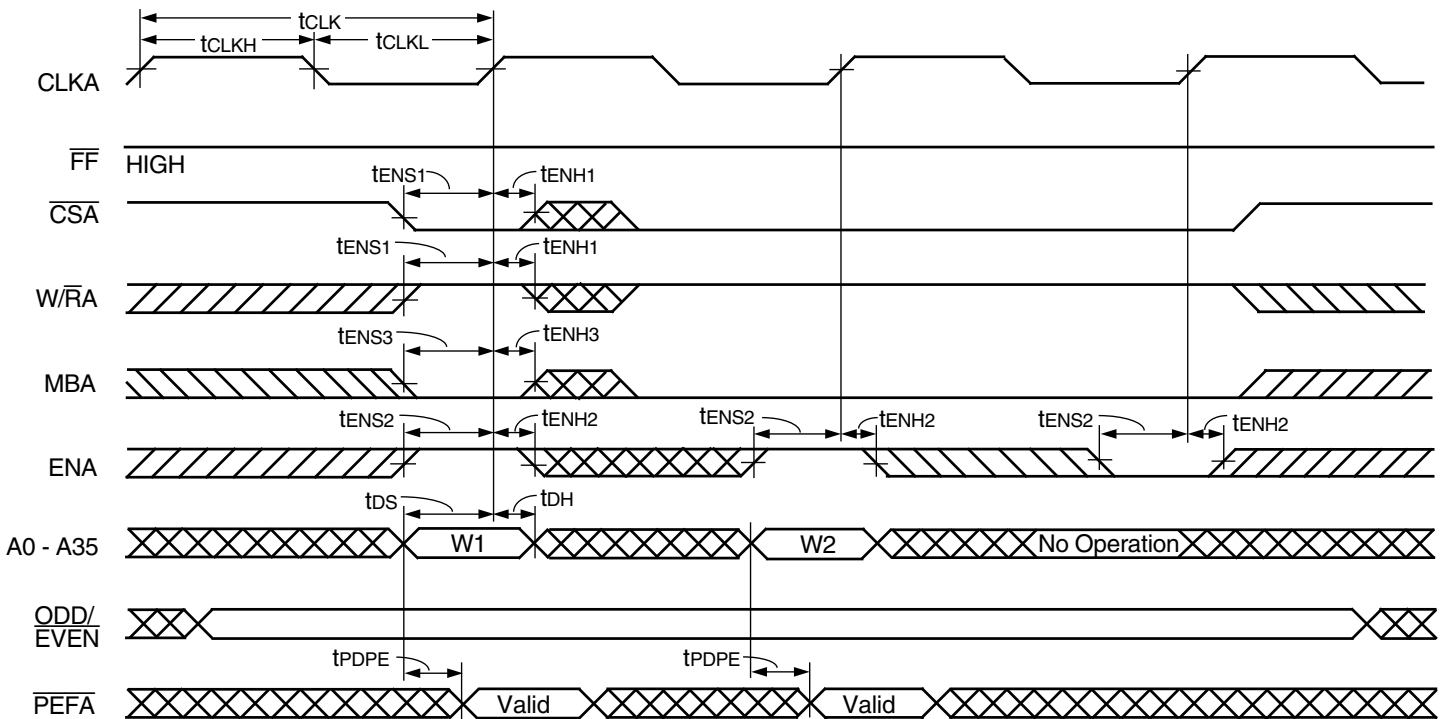 tCLK
tCLKH tCLKL
CLKA
FF HIGH
tENS1 tENH1
CSA
tENS1 tENH1
W/RA
tENS3 tENH3
MBA
tENS2 tENH2 tENS2 tENH2 tENS2 tENH2
ENA
tDS tDH
A0 - A35 W1 W2 No Operation
ODD/
EVEN
tPDPE tPDPE
PEFA Valid Valid